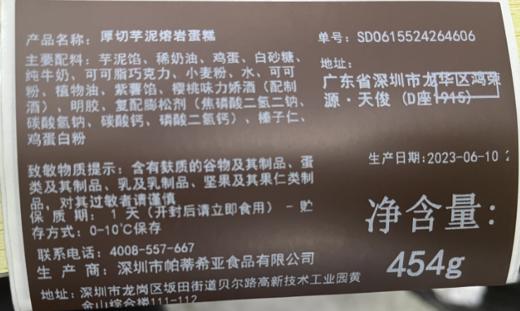 产品名称: 厚切芋泥熔岩蛋糕
主要配料: 芋泥馅、稀奶油、鸡蛋、白砂糖、
纯牛奶、可可脂巧克力、小麦粉、水、可可
粉、植物油、紫薯馅、樱桃味力娇酒 (配制
酒) 、明胶、复配膨松剂 (焦磷酸二氢二钠、
碳酸氢钠、碳酸钙、磷酸二氢钙) 、榛子仁、
鸡蛋白粉
致敏物质提示: 含有麸质的谷物及其制品、蛋
类及其制品、乳及乳制品、坚果及其果仁类制
品, 对其过敏者请谨慎
保 质 期: 1 天 (开封后请立即食用) - 贮
存方式: 0-10℃保存
联系电话: 4008-557-667
生 产 商: 深圳市帕蒂希亚食品有限公司
地址: 深圳市龙岗区坂田街道贝尔路高新技术工业园黄
金山综合楼111-112
单号: SD0615524264606
地址:
广东省深圳市龙华区鸿荣
源·天俊 (D座1915)
生产日期: 2023-06-10
净含量:
454g